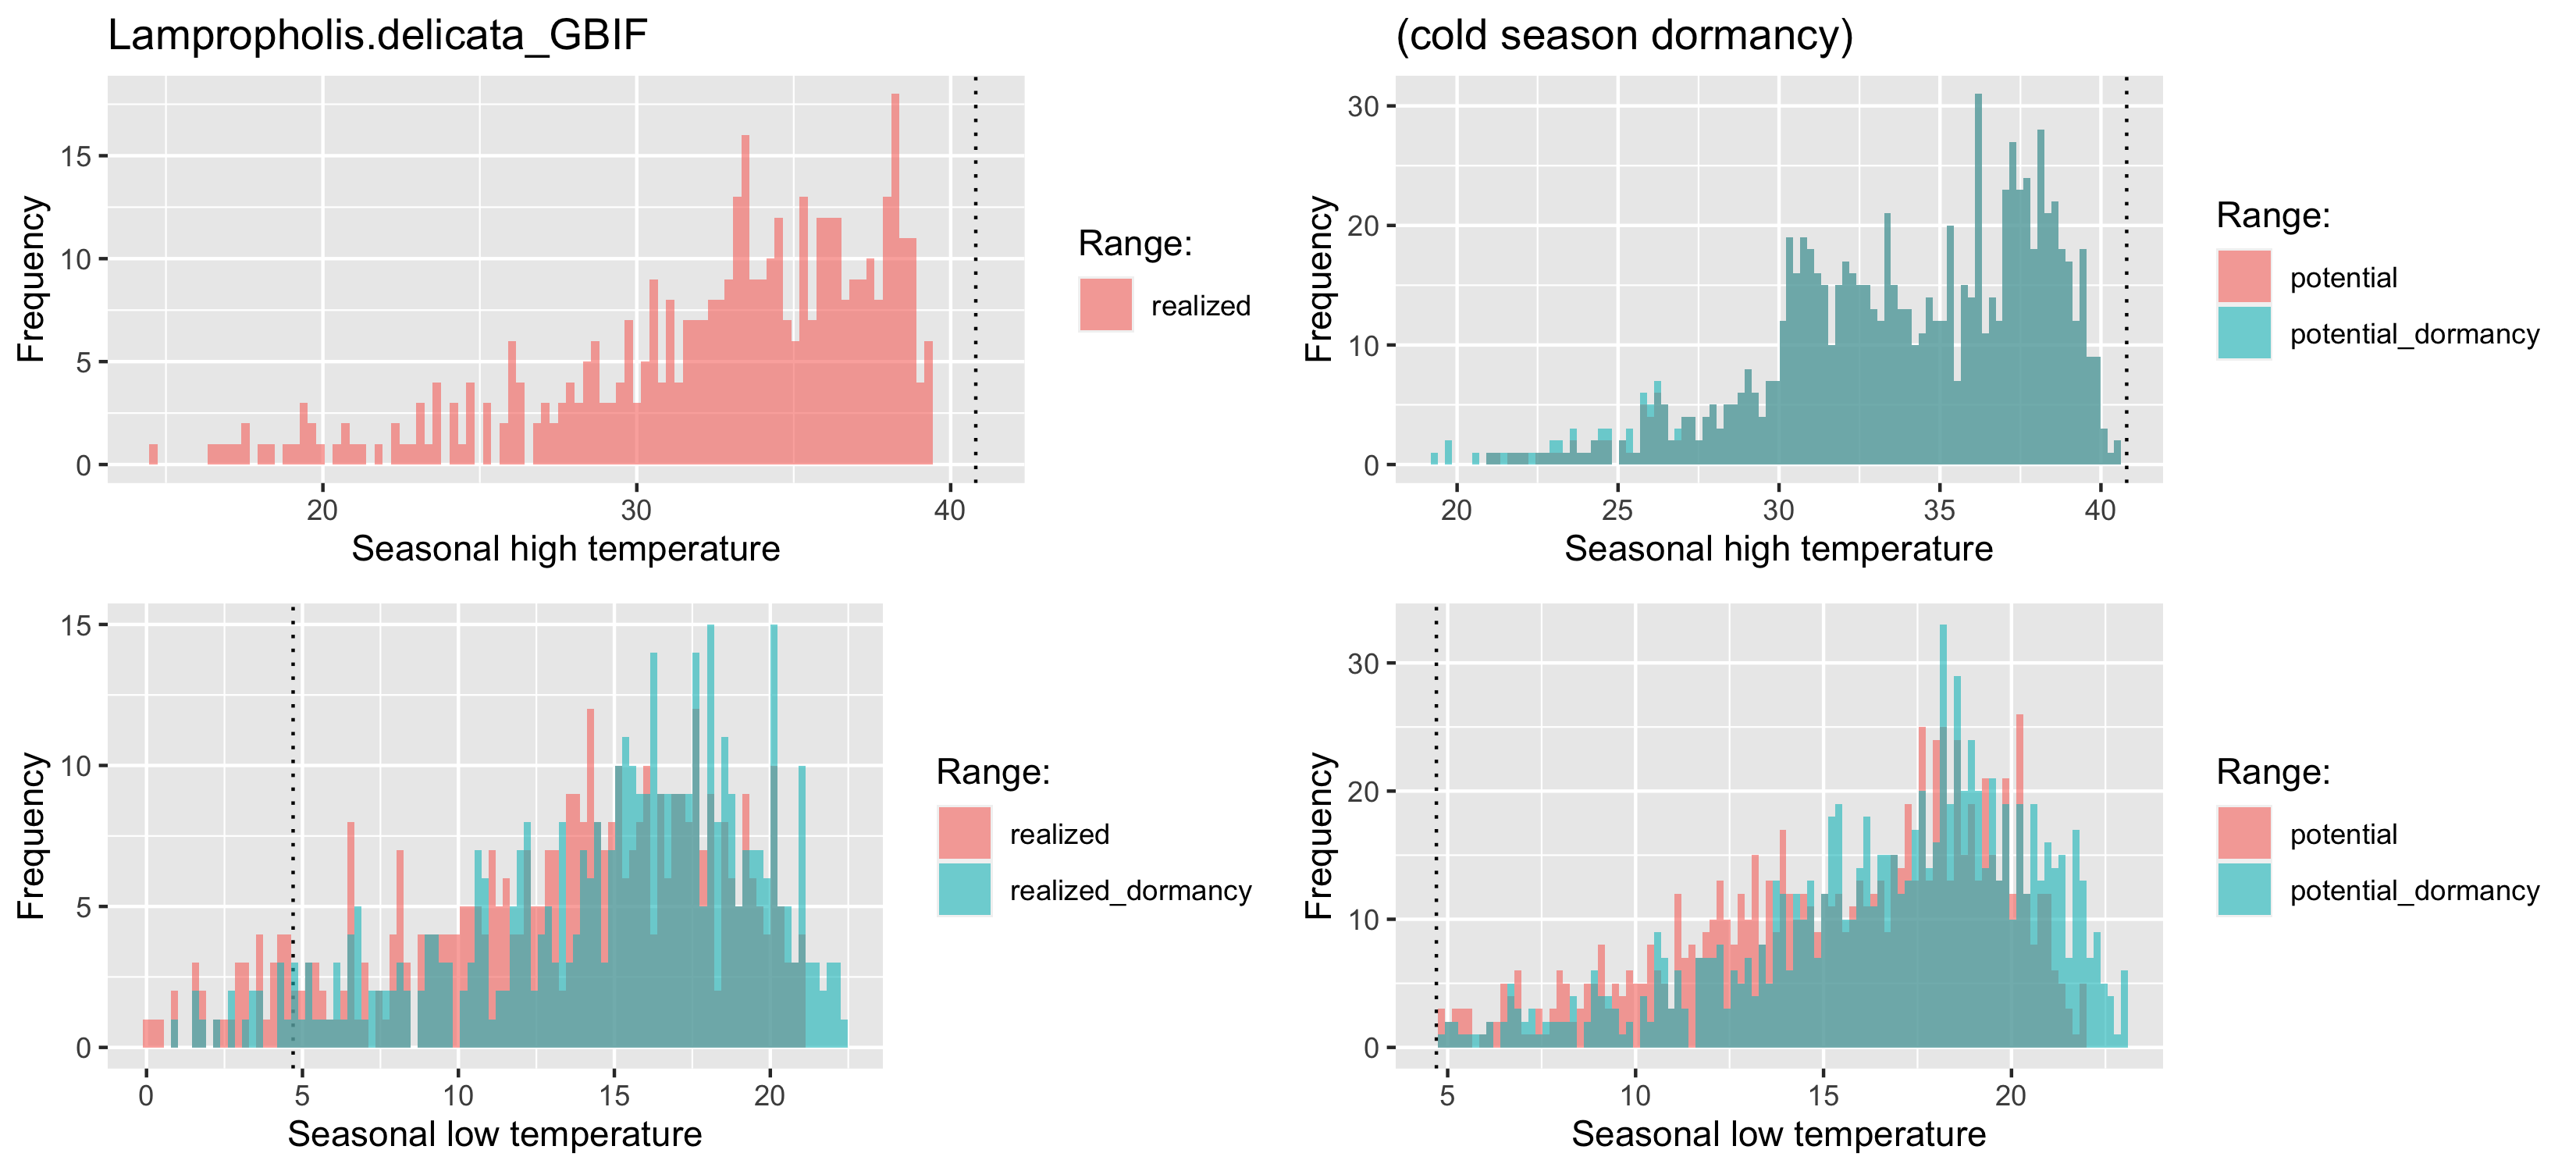 Lampropholis.delicata_GBIF
Frequency
15
10
5
0
20
30
40
Seasonal high temperature
Range:
realized
(cold season dormancy)
Frequency
30
20
10
0
20
25
30
35
40
Seasonal high temperature
Range:
potential
potential_dormancy
Frequency
15
10
5
0
0
5
10
15
20
Seasonal low temperature
Range:
realized
realized_dormancy
Frequency
30
20
10
0
5
10
15
20
Seasonal low temperature
Range:
potential
potential_dormancy